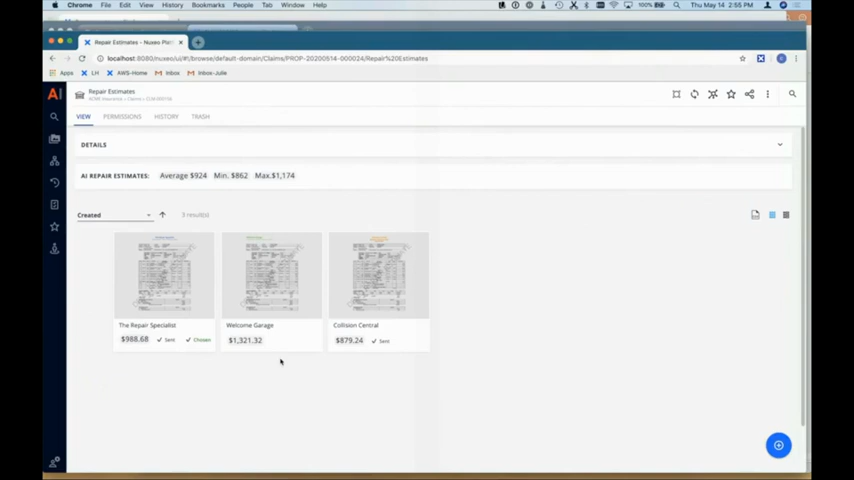 Chrome File Edit View History Bookmarks People Tab Window Help 100% Thu May 14 2:55 PM
Repair Estimates - Nuxeo Plat
localhost:8080/nuxeo/ui/#!/browse/default-domain/Claims/PROP-20200514-000024/Repair%20Estimates
Apps LH AWS-Home Inbox Inbox-Julie
AI Repair Estimates
VIEW PERMISSIONS HISTORY TRASH
DETAILS
AI REPAIR ESTIMATES: Average $924 Min. $862 Max.$1,174
Created 3 result(s)
The Repair Specialist Welcome Garage Collision Central
$988.68 Sent Chosen $1,321.32 $879.24 Sent